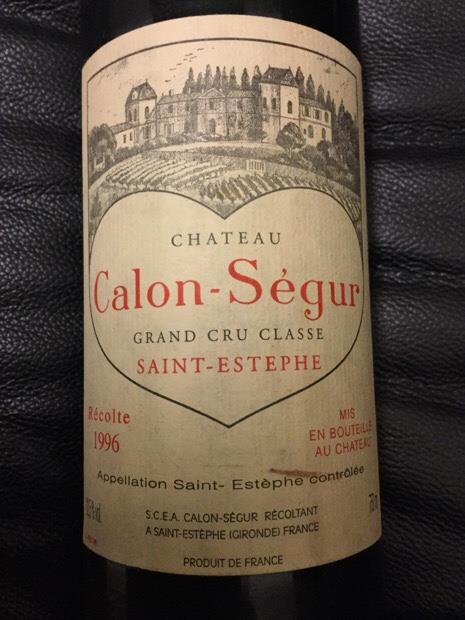 CHATEAU
Calon-Ségur
GRAND CRU CLASSE
SAINT-ESTEPHE
Récolte
1996
MIS
EN BOUTEILLE
AU CHATEAU
Appellation Saint-Estèphe contrôlée
S.C.E.A. CALON-SÉGUR RÉCOLTANT
A SAINT-ESTÈPHE (GIRONDE) FRANCE
PRODUIT DE FRANCE